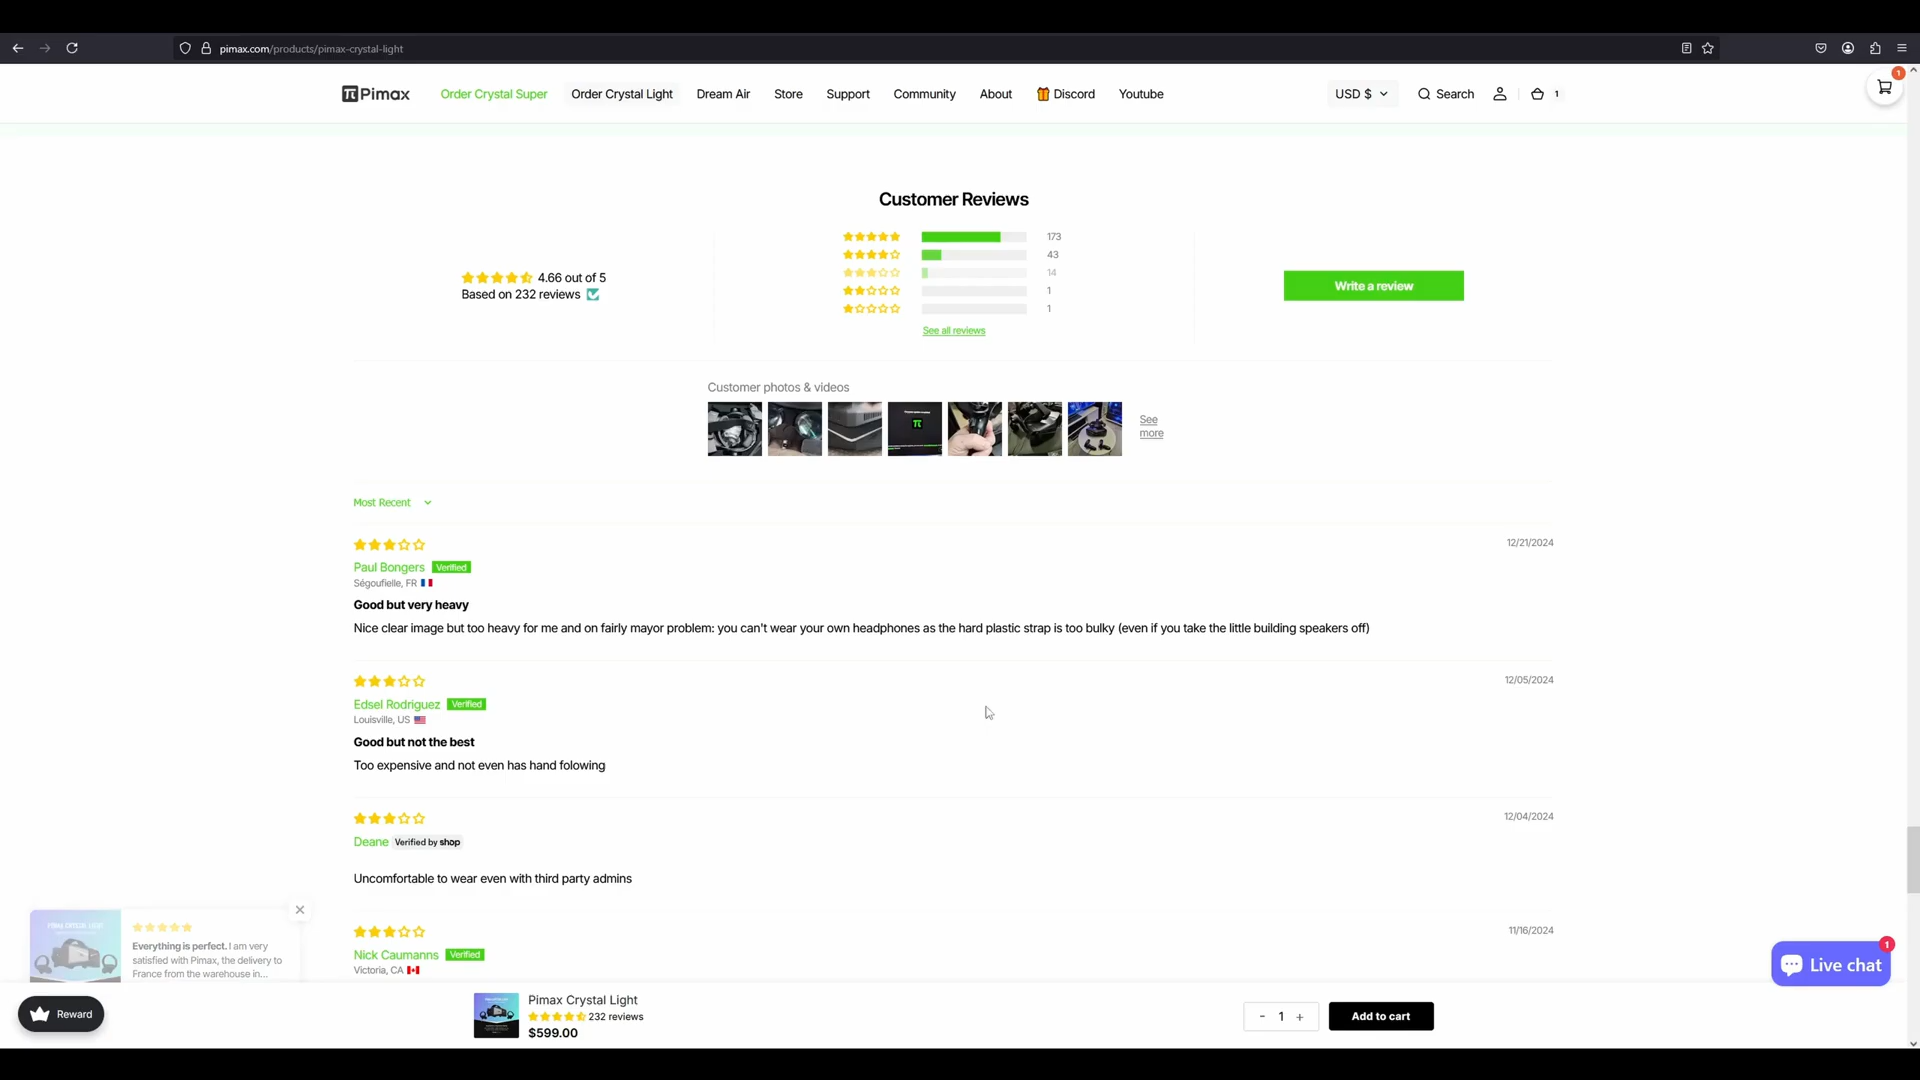 pimax.com/products/pimax-crystal-light
1
Pimax
Order Crystal Super
Order Crystal Light
Dream Air
Store
Support
Community
About
Discord
Youtube
USD $
Search
1
Customer Reviews
4.66 out of 5
Based on 232 reviews
173
43
14
1
1
See all reviews
Write a review
Customer photos & videos
See
more
Most Recent
12/21/2024
Paul Bongers Verified
Ségoufielle, FR
Good but very heavy
Nice clear image but too heavy for me and on fairly mayor problem: you can't wear your own headphones as the hard plastic strap is too bulky (even if you take the little building speakers off)
12/05/2024
Edsel Rodriguez Verified
Louisville, US
Good but not the best
Too expensive and not even has hand folowing
12/04/2024
Deane Verified by shop
Uncomfortable to wear even with third party admins
11/16/2024
Nick Caumanns Verified
Victoria, CA
Everything is perfect. I am very
satisfied with Pimax, the delivery to
France from the warehouse in...
1
Live chat
Reward
Pimax Crystal Light
232 reviews
$599.00
- 1 +
Add to cart